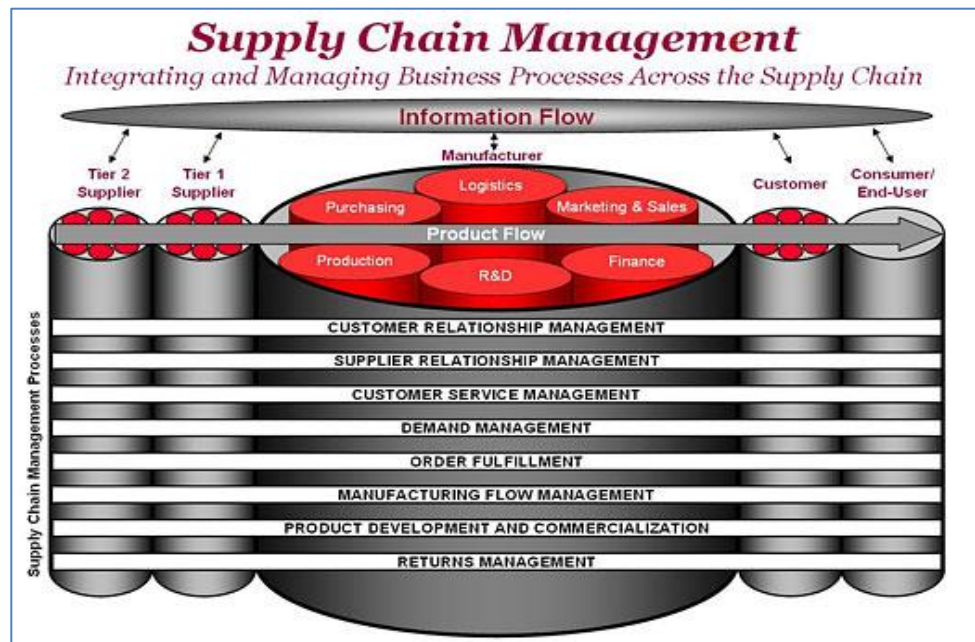 Supply Chain Management
Integrating and Managing Business Processes Across the Supply Chain
Information Flow
Tier 2
Supplier
Tier 1
Supplier
Manufacturer
Customer
Consumer/
End-User
Logistics
Purchasing
Marketing & Sales
Product Flow
Production
R&D
Finance
Supply Chain Management Processes
CUSTOMER RELATIONSHIP MANAGEMENT
SUPPLIER RELATIONSHIP MANAGEMENT
CUSTOMER SERVICE MANAGEMENT
DEMAND MANAGEMENT
ORDER FULFILLMENT
MANUFACTURING FLOW MANAGEMENT
PRODUCT DEVELOPMENT AND COMMERCIALIZATION
RETURNS MANAGEMENT